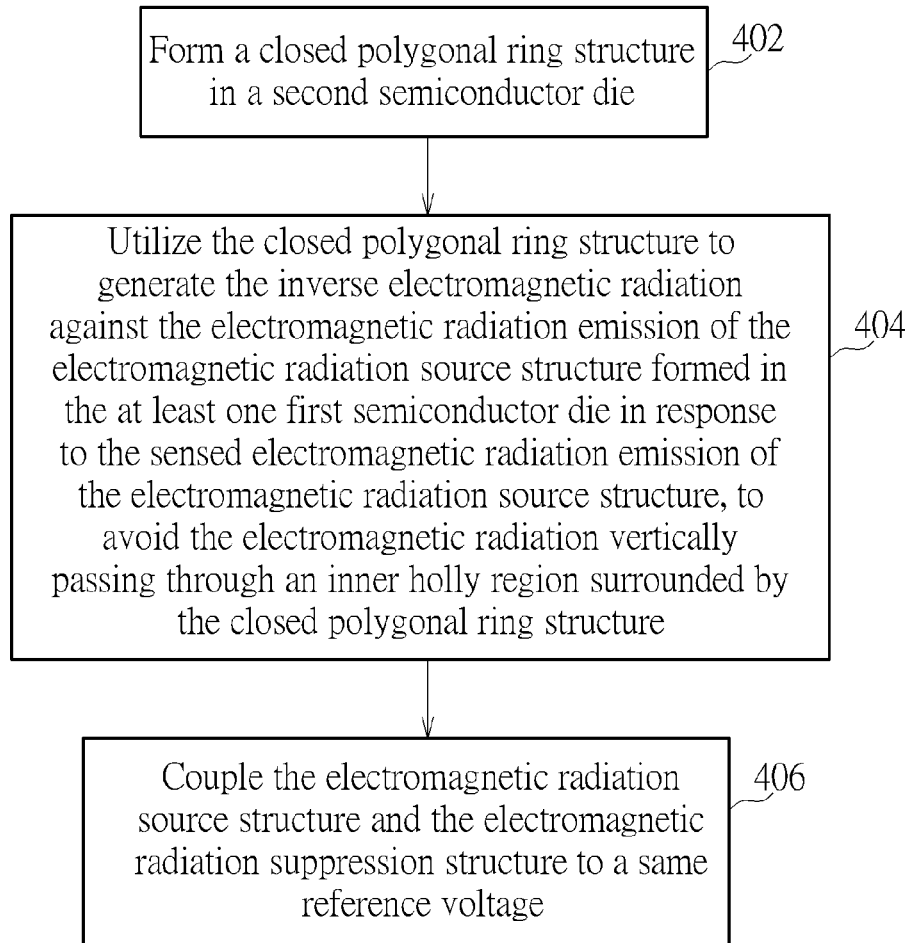 Form a closed polygonal ring structure
in a second semiconductor die
402
Utilize the closed polygonal ring structure to
generate the inverse electromagnetic radiation
against the electromagnetic radiation emission of the
electromagnetic radiation source structure formed in
the at least one first semiconductor die in response
to the sensed electromagnetic radiation emission of
the electromagnetic radiation source structure, to
avoid the electromagnetic radiation vertically
passing through an inner holly region surrounded by
the closed polygonal ring structure
404
Couple the electromagnetic radiation
source structure and the electromagnetic
radiation suppression structure to a same
reference voltage
406